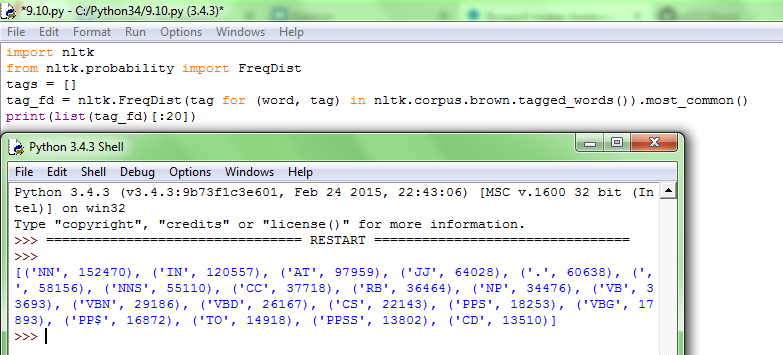 *9.10.py - C:/Python34/9.10.py (3.4.3)*
File Edit Format Run Options Windows Help
import nltk
from nltk.probability import FreqDist
tags = []
tag_fd = nltk.FreqDist(tag for (word, tag) in nltk.corpus.brown.tagged_words()).most_common()
print(list(tag_fd)[:20])
Python 3.4.3 Shell
File Edit Shell Debug Options Windows Help
Python 3.4.3 (v3.4.3:9b73f1c3e601, Feb 24 2015, 22:43:06) [MSC v.1600 32 bit (In
tel)] on win32
Type "copyright", "credits" or "license()" for more information.
>>> ================================ RESTART ================================
>>>
[('NN', 152470), ('IN', 120557), ('AT', 97959), ('JJ', 64028), ('.', 60638), (',
', 58156), ('NNS', 55110), ('CC', 37718), ('RB', 36464), ('NP', 34476), ('VB', 3
3693), ('VBN', 29186), ('VBD', 26167), ('CS', 22143), ('PPS', 18253), ('VBG', 17
893), ('PP$', 16872), ('TO', 14918), ('PPSS', 13802), ('CD', 13510)]
>>>